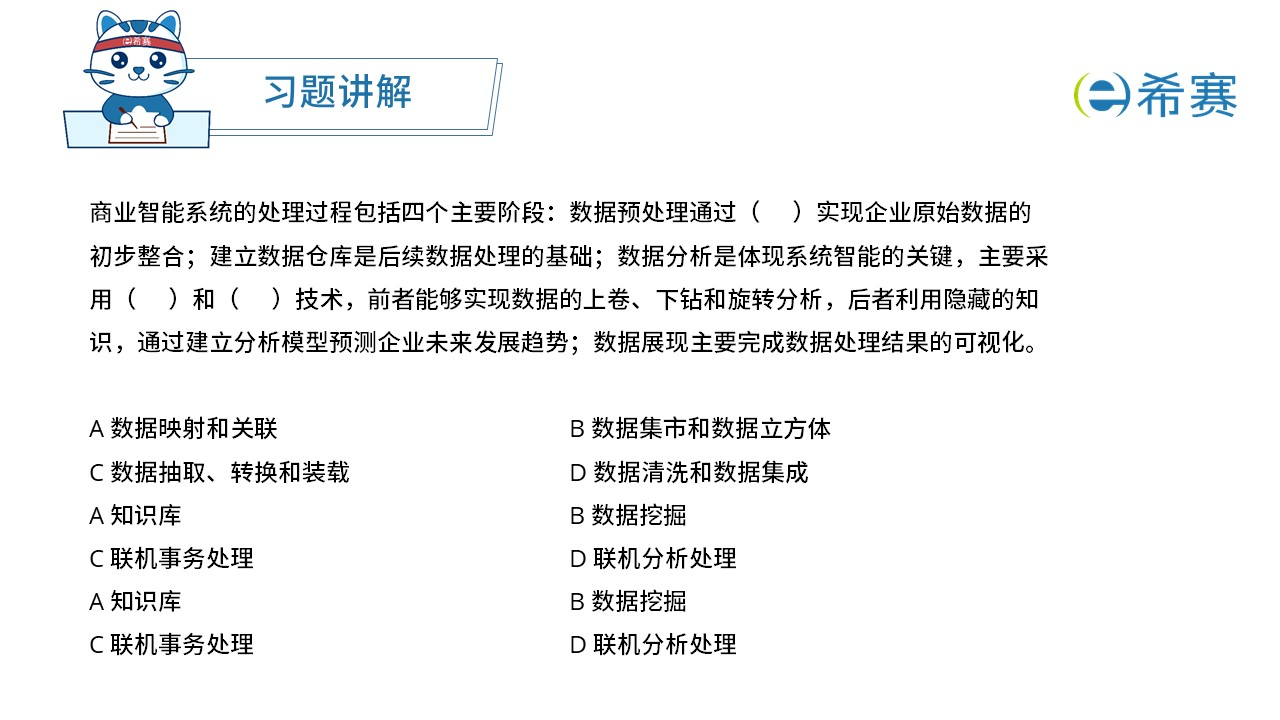 希赛
习题讲解
希赛
商业智能系统的处理过程包括四个主要阶段：数据预处理通过（ ）实现企业原始数据的
初步整合；建立数据仓库是后续数据处理的基础；数据分析是体现系统智能的关键，主要采
用（ ）和（ ）技术，前者能够实现数据的上卷、下钻和旋转分析，后者利用隐藏的知
识，通过建立分析模型预测企业未来发展趋势；数据展现主要完成数据处理结果的可视化。
A 数据映射和关联 B 数据集市和数据立方体
C 数据抽取、转换和装载 D 数据清洗和数据集成
A 知识库 B 数据挖掘
C 联机事务处理 D 联机分析处理
A 知识库 B 数据挖掘
C 联机事务处理 D 联机分析处理